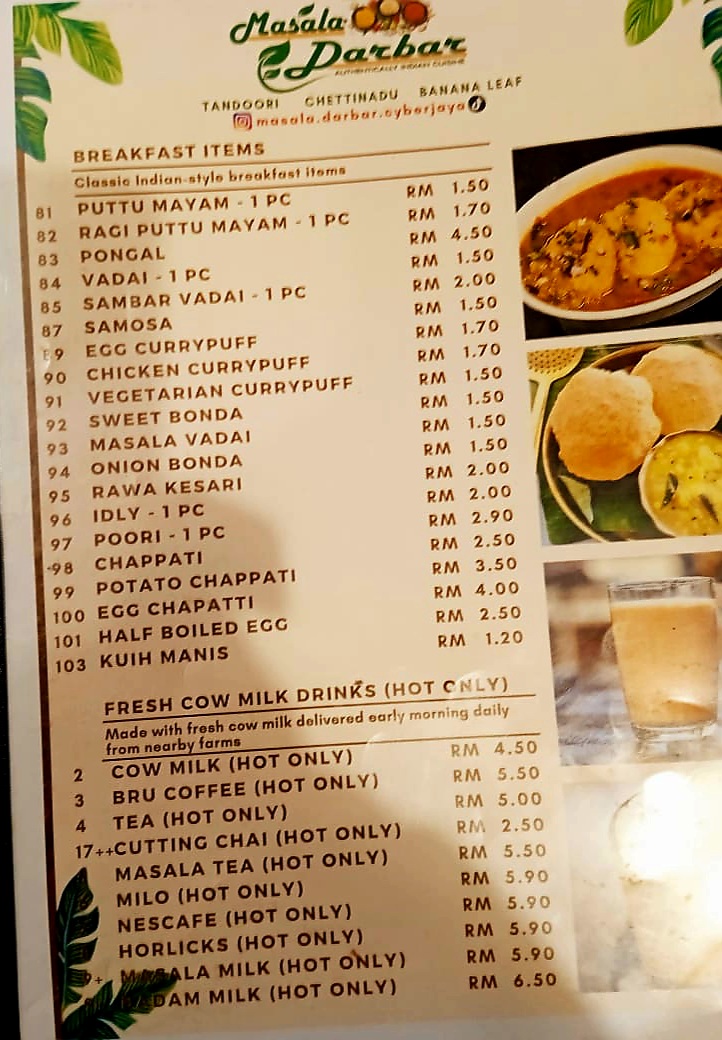 Masala
Darbar
AUTHENTICALLY INDIAN CUISINE
TANDOORI CHETTINADU BANANA LEAF
masala.darbar.cyberjaya
BREAKFAST ITEMS
Classic Indian-style breakfast items
81 PUTTU MAYAM - 1 PC RM 1.50
82 RAGI PUTTU MAYAM - 1 PC RM 1.70
83 PONGAL RM 4.50
84 VADAI - 1 PC RM 1.50
85 SAMBAR VADAI - 1 PC RM 2.00
87 SAMOSA RM 1.50
89 EGG CURRYPUFF RM 1.70
90 CHICKEN CURRYPUFF RM 1.70
91 VEGETARIAN CURRYPUFF RM 1.50
92 SWEET BONDA RM 1.50
93 MASALA VADAI RM 1.50
94 ONION BONDA RM 1.50
95 RAWA KESARI RM 2.00
96 IDLY - 1 PC RM 2.00
97 POORI - 1 PC RM 2.90
98 CHAPPATI RM 2.50
99 POTATO CHAPPATI RM 3.50
100 EGG CHAPATTI RM 4.00
101 HALF BOILED EGG RM 2.50
103 KUIH MANIS RM 1.20
FRESH COW MILK DRINKS (HOT ONLY)
Made with fresh cow milk delivered early morning daily
from nearby farms
2 COW MILK (HOT ONLY) RM 4.50
3 BRU COFFEE (HOT ONLY) RM 5.50
4 TEA (HOT ONLY) RM 5.00
17++ CUTTING CHAI (HOT ONLY) RM 2.50
MASALA TEA (HOT ONLY) RM 5.50
MILO (HOT ONLY) RM 5.90
NESCAFE (HOT ONLY) RM 5.90
HORLICKS (HOT ONLY) RM 5.90
MASALA MILK (HOT ONLY) RM 5.90
BADAM MILK (HOT ONLY) RM 6.50